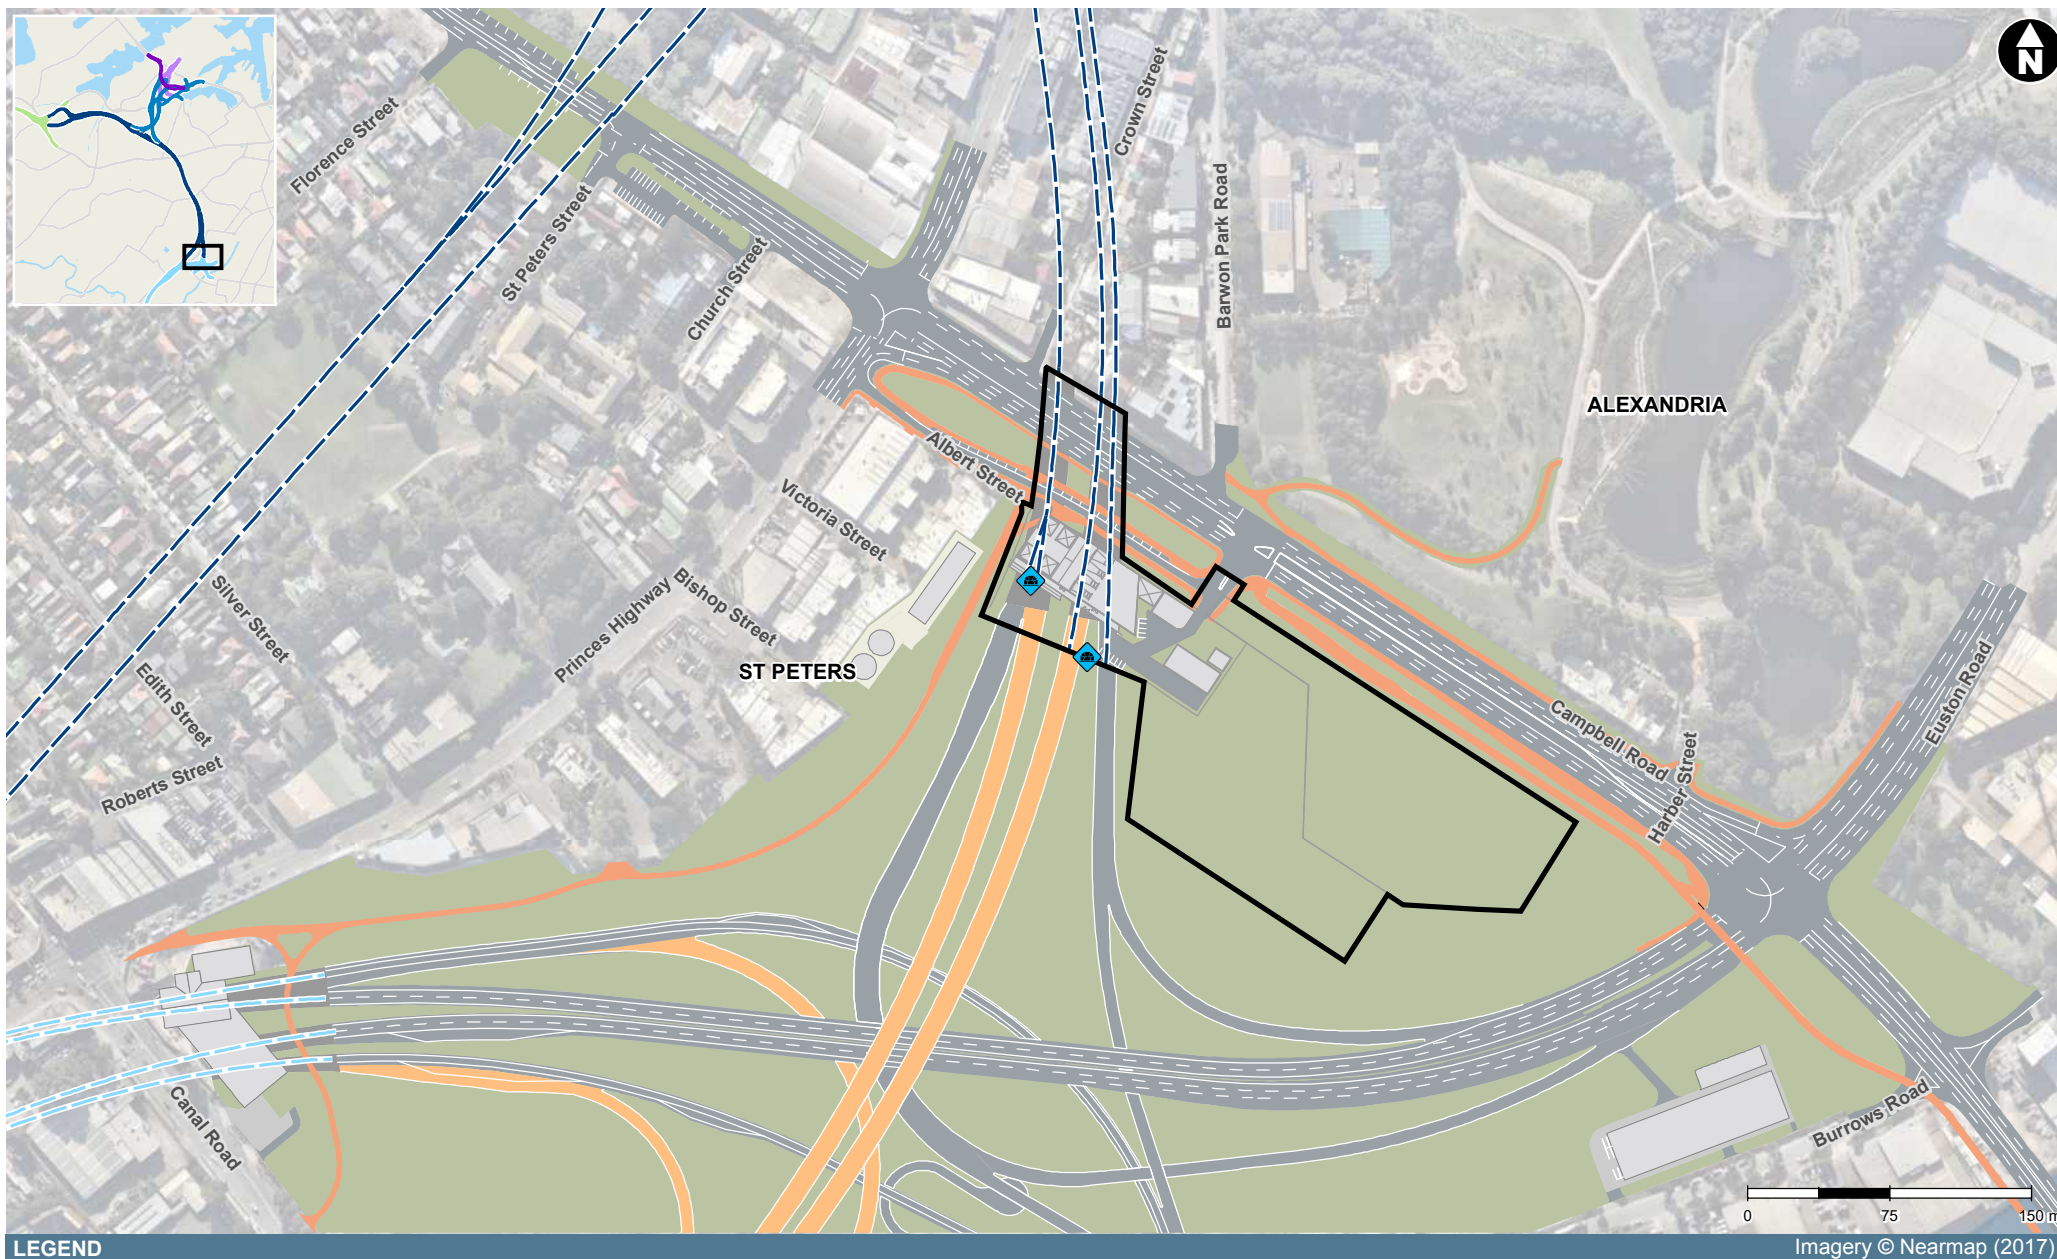 N
Florence Street
St Peters Street
Church Street
Crown Street
Barwon Park Road
ALEXANDRIA
Albert Street
Victoria Street
Bishop Street
Princes Highway
Silver Street
Edith Street
Roberts Street
ST PETERS
Campbell Road
Harber Street
Euston Road
Canal Road
Burrows Road
0 75 150 m
LEGEND
Imagery © Nearmap (2017)